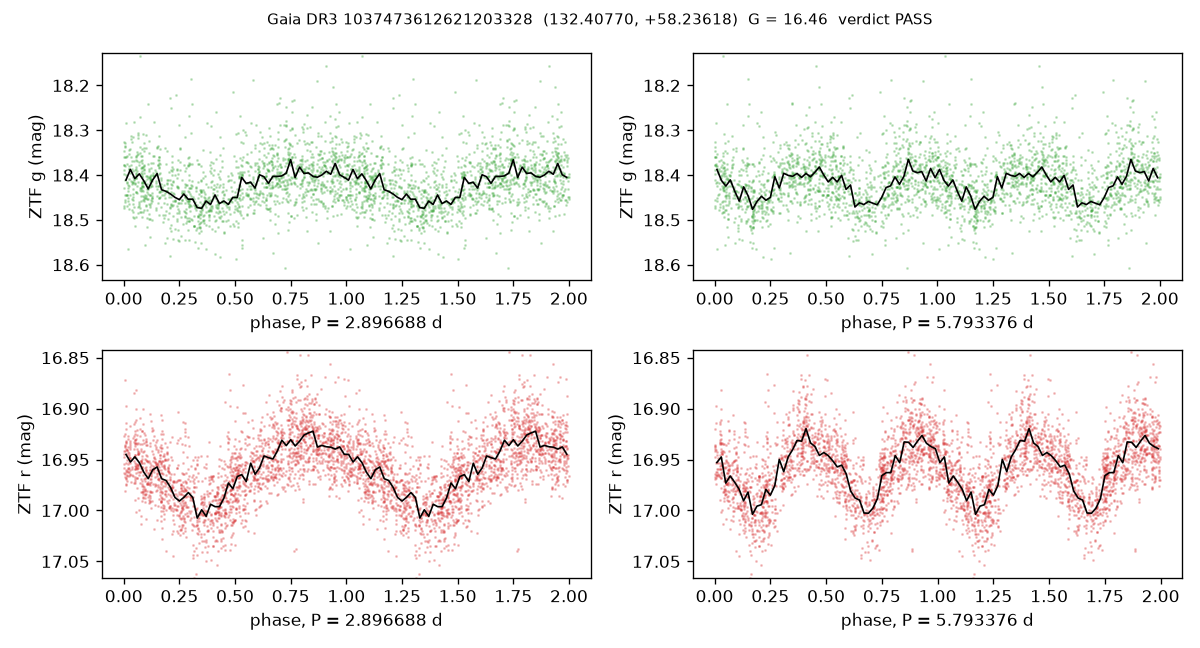 Gaia DR3 1037473612621203328 (132.40770, +58.23618) G = 16.46 verdict PASS
ZTF g (mag)
18.2
18.3
18.4
18.5
18.6
0.00 0.25 0.50 0.75 1.00 1.25 1.50 1.75 2.00
phase, P = 2.896688 d
ZTF g (mag)
18.2
18.3
18.4
18.5
18.6
0.00 0.25 0.50 0.75 1.00 1.25 1.50 1.75 2.00
phase, P = 5.793376 d
ZTF r (mag)
16.85
16.90
16.95
17.00
17.05
0.00 0.25 0.50 0.75 1.00 1.25 1.50 1.75 2.00
phase, P = 2.896688 d
ZTF r (mag)
16.85
16.90
16.95
17.00
17.05
0.00 0.25 0.50 0.75 1.00 1.25 1.50 1.75 2.00
phase, P = 5.793376 d